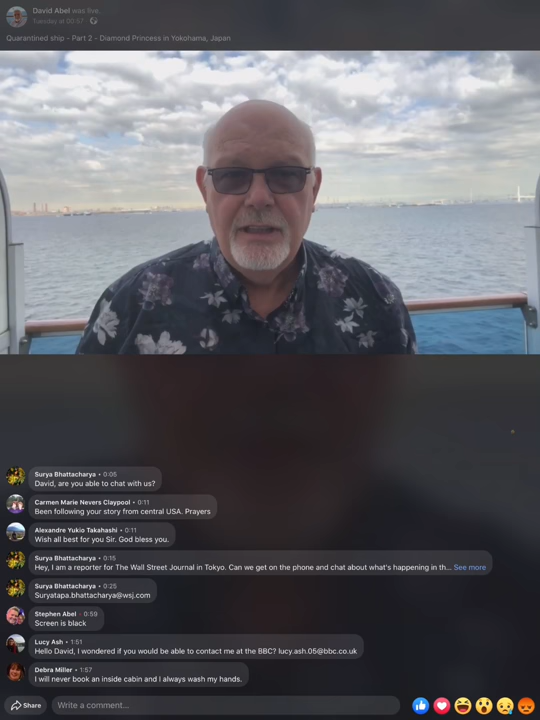 David Abel was live.
Tuesday at 00:57
Quarantined ship - Part 2 - Diamond Princess in Yokohama, Japan
Surya Bhattacharya • 0:05
David, are you able to chat with us?
Carmen Marie Nevers Claypool • 0:11
Been following your story from central USA. Prayers
Alexandre Yukio Takahashi • 0:11
Wish all best for you Sir. God bless you.
Surya Bhattacharya • 0:15
Hey, I am a reporter for The Wall Street Journal in Tokyo. Can we get on the phone and chat about what's happening in th... See more
Surya Bhattacharya • 0:25
Suryatapa.bhattacharya@wsj.com
Stephen Abel • 0:59
Screen is black
Lucy Ash • 1:51
Hello David, I wondered if you would be able to contact me at the BBC? lucy.ash.05@bbc.co.uk
Debra Miller • 1:57
I will never book an inside cabin and I always wash my hands.
Share
Write a comment...